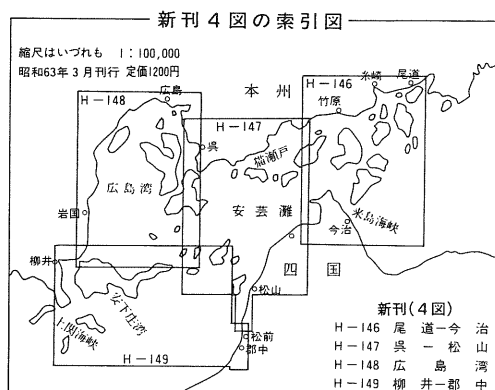 新刊4図の索引図
縮尺はいづれも 1:100,000
昭和63年3月刊行 定価1200円
広島
本州
糸崎
尾道
H-146
H-148
竹原
H-147
呉
猫瀬戸
広島湾
岩国
安芸灘
来島海峡
今治
柳井
四国
松山
安下庄湾
上関海峡
松前
郡中
H-149
新刊(4図)
H-146 尾道-今治
H-147 呉-松山
H-148 広島湾
H-149 柳井-郡中